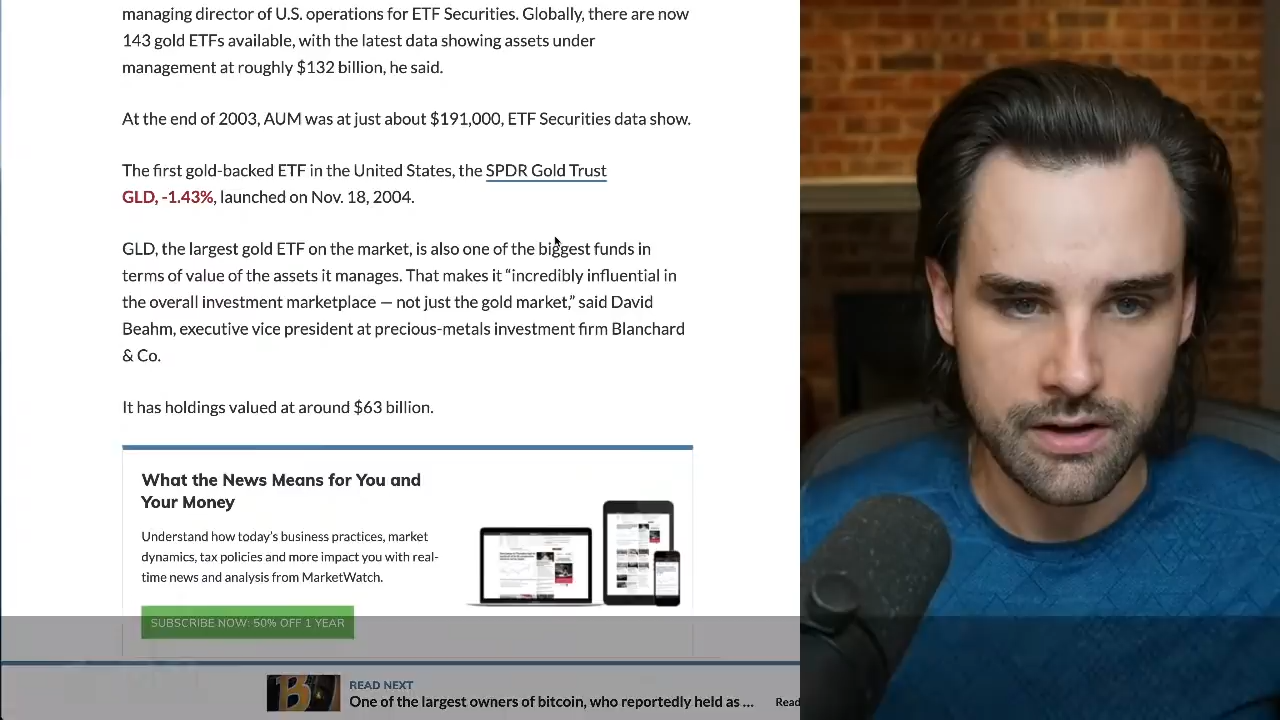 managing director of U.S. operations for ETF Securities. Globally, there are now
143 gold ETFs available, with the latest data showing assets under
management at roughly $132 billion, he said.
At the end of 2003, AUM was at just about $191,000, ETF Securities data show.
The first gold-backed ETF in the United States, the SPDR Gold Trust
GLD, -1.43%, launched on Nov. 18, 2004.
GLD, the largest gold ETF on the market, is also one of the biggest funds in
terms of value of the assets it manages. That makes it “incredibly influential in
the overall investment marketplace — not just the gold market,” said David
Beahm, executive vice president at precious-metals investment firm Blanchard
& Co.
It has holdings valued at around $63 billion.
What the News Means for You and
Your Money
Understand how today’s business practices, market
dynamics, tax policies and more impact you with real-
time news and analysis from MarketWatch.
SUBSCRIBE NOW: 50% OFF 1 YEAR
READ NEXT
One of the largest owners of bitcoin, who reportedly held as ...
Read